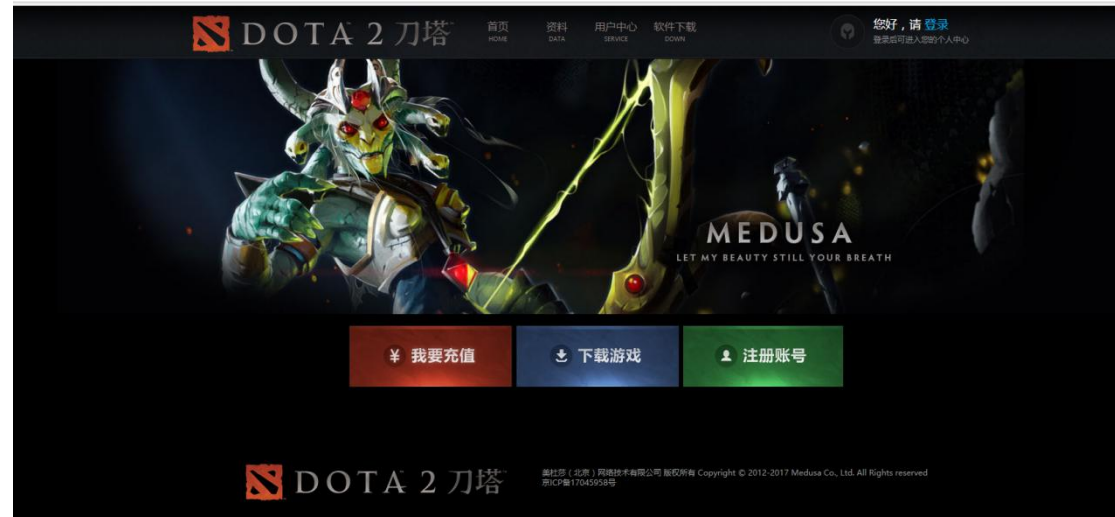 DOTA 2 刀塔
首页 资料 用户中心 软件下载
HOME DATA SERVICE DOWN
您好，请 登录
登录后可进入您的个人中心
MEDUSA
LET MY BEAUTY STILL YOUR BREATH
¥ 我要充值
下载游戏
注册账号
DOTA 2 刀塔
美杜莎（北京）网络技术有限公司 版权所有 Copyright © 2012-2017 Medusa Co., Ltd. All Rights reserved
京ICP备17045958号